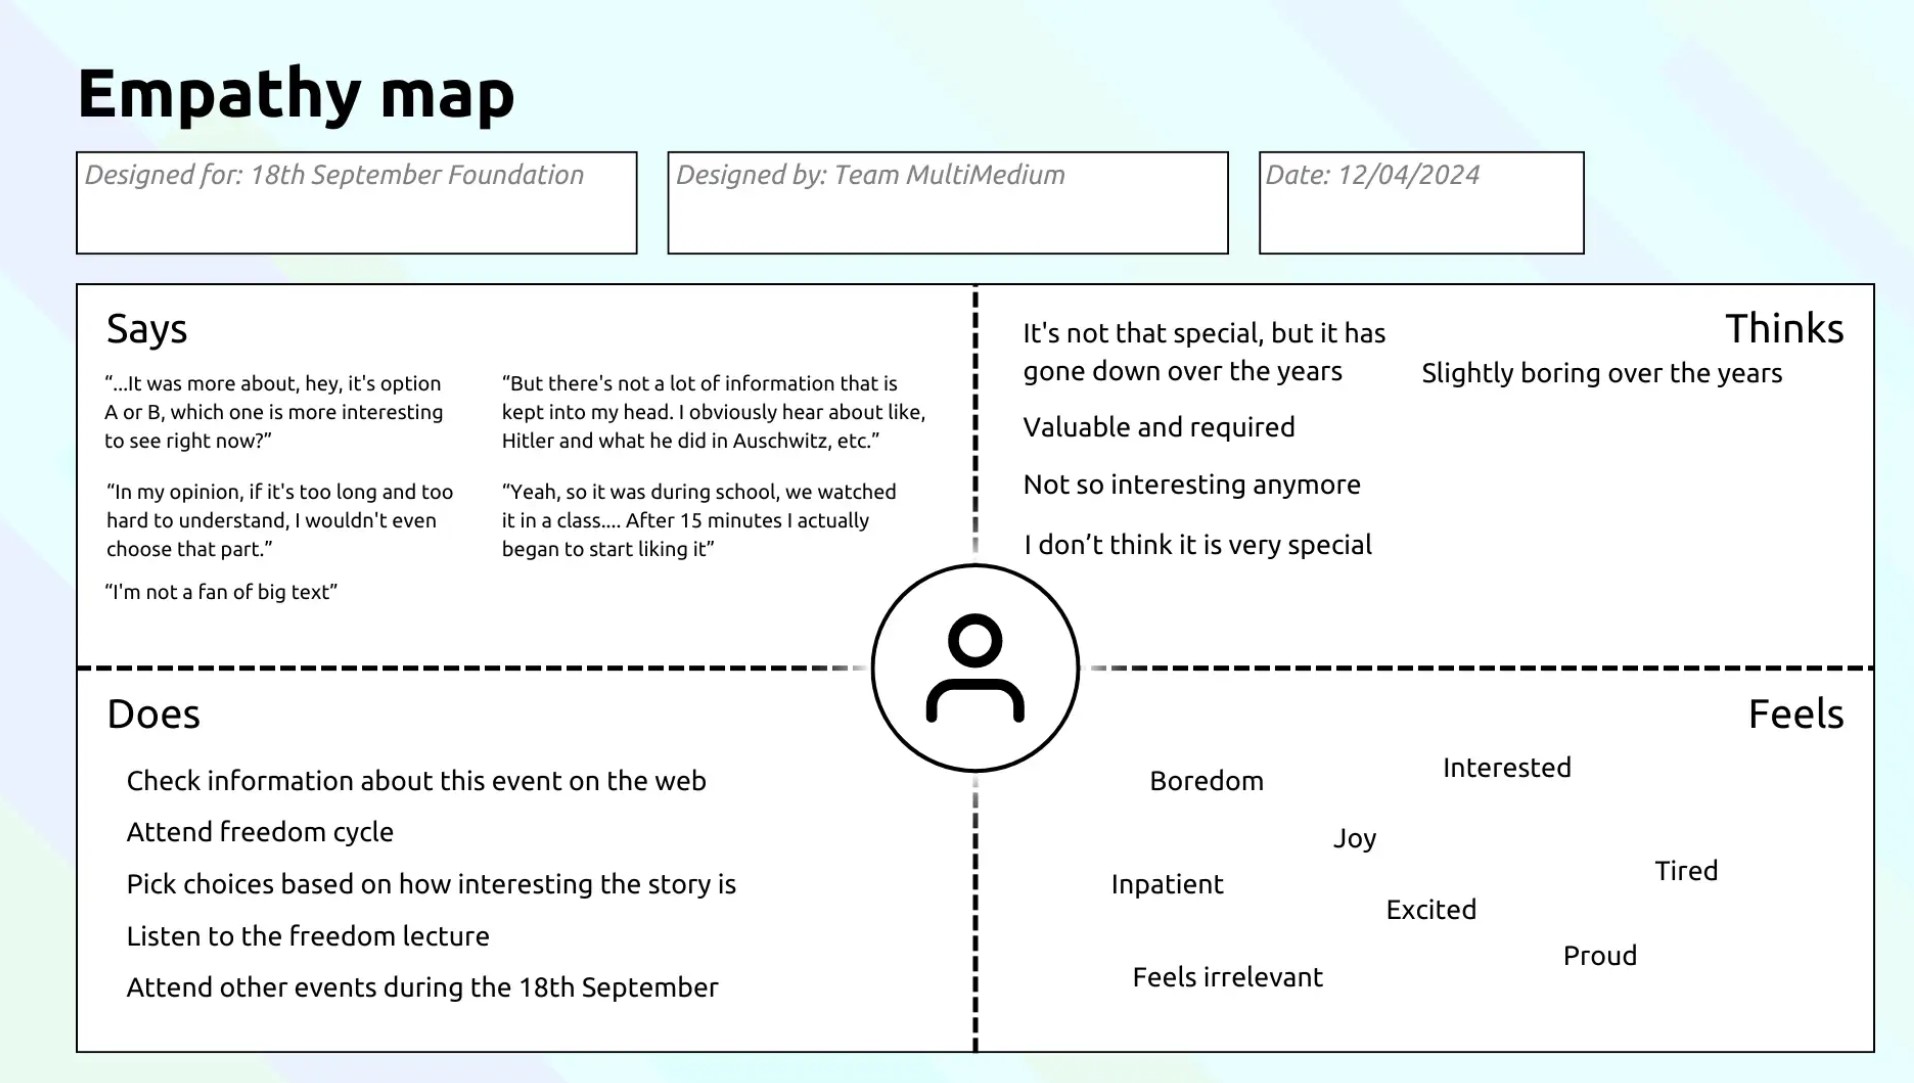 Empathy map
Designed for: 18th September Foundation
Designed by: Team MultiMedium
Date: 12/04/2024
Says
“...It was more about, hey, it's option
A or B, which one is more interesting
to see right now?”
“In my opinion, if it's too long and too
hard to understand, I wouldn't even
choose that part.”
“I'm not a fan of big text”
“But there's not a lot of information that is
kept into my head. I obviously hear about like,
Hitler and what he did in Auschwitz, etc.”
“Yeah, so it was during school, we watched
it in a class.... After 15 minutes I actually
began to start liking it”
Thinks
It's not that special, but it has
gone down over the years
Slightly boring over the years
Valuable and required
Not so interesting anymore
I don’t think it is very special
Does
Check information about this event on the web
Attend freedom cycle
Pick choices based on how interesting the story is
Listen to the freedom lecture
Attend other events during the 18th September
Feels
Boredom
Interested
Joy
Tired
Inpatient
Excited
Proud
Feels irrelevant